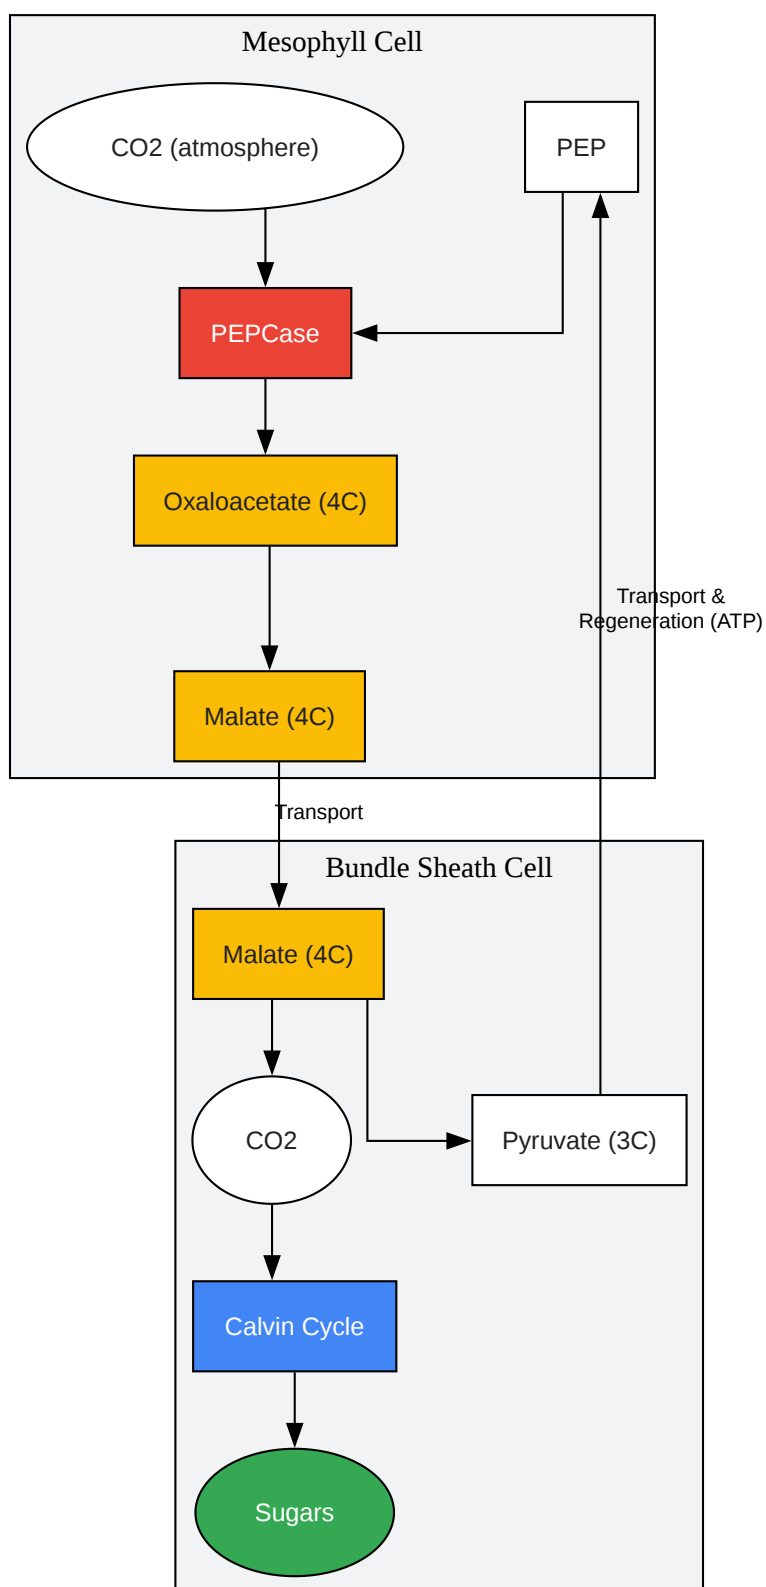 Mesophyll Cell
CO2 (atmosphere)
PEP
PEPCase
Oxaloacetate (4C)
Transport &
Regeneration (ATP)
Malate (4C)
Transport
Bundle Sheath Cell
Malate (4C)
CO2
Pyruvate (3C)
Calvin Cycle
Sugars